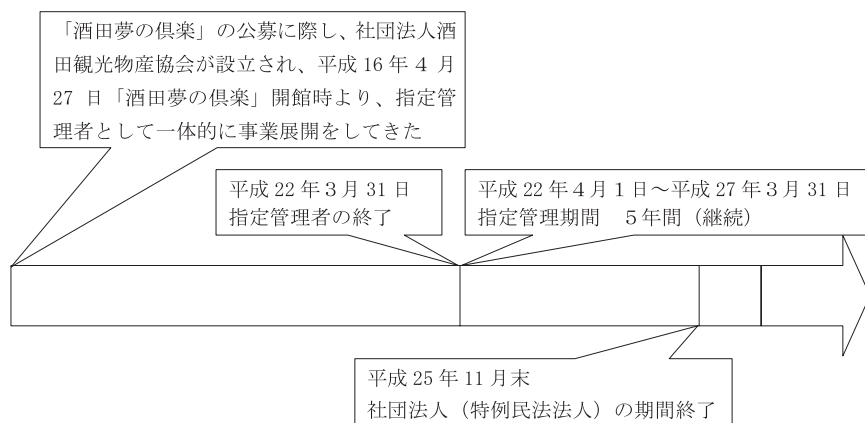 「酒田夢の倶楽」の公募に際し、社団法人酒
田観光物産協会が設立され、平成 16 年 4 月
27 日「酒田夢の倶楽」開館時より、指定管
理者として一体的に事業展開をしてきた
平成 22 年３月 31 日
指定管理者の終了
平成 22 年４月１日～平成 27 年３月 31 日
指定管理期間　５年間（継続）
平成 25 年 11 月末
社団法人（特例民法法人）の期間終了